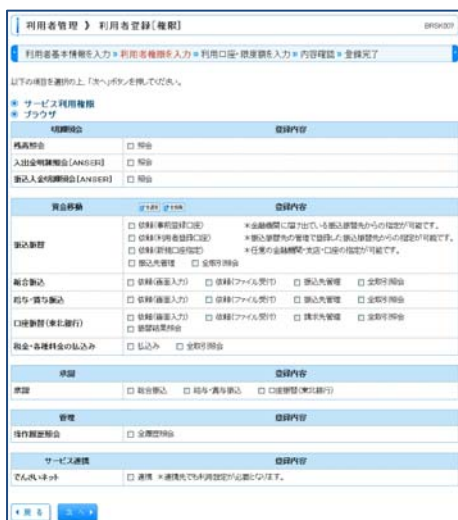 利用者管理 》 利用者登録[権限]
BRSK007
利用者基本情報を入力 » 利用者権限を入力 » 利用口座・限度額を入力 » 内容確認 » 登録完了
以下の項目を選択の上、「次へ」ボタンを押してください。
サービス利用権限
ブラウザ
明細照会 登録内容
残高照会 □ 照会
入出金明細照会[ANSER] □ 照会
振込入金明細照会[ANSER] □ 照会
資金移動 登録内容
振込振替
□ 依頼(事前登録口座) ※金融機関に届け出ている振込振替先からの指定が可能です。
□ 依頼(利用者登録口座) ※振込振替先の管理で登録した振込振替先からの指定が可能です。
□ 依頼(新規口座指定) ※任意の金融機関・支店・口座の指定が可能です。
□ 振込先管理 □ 全取引照会
総合振込 □ 依頼(画面入力) □ 依頼(ファイル受付) □ 振込先管理 □ 全取引照会
給与・賞与振込 □ 依頼(画面入力) □ 依頼(ファイル受付) □ 振込先管理 □ 全取引照会
口座振替(東北銀行) □ 依頼(画面入力) □ 依頼(ファイル受付) □ 請求先管理 □ 全取引照会
□ 振替結果照会
税金・各種料金の払込み □ 払込み □ 全取引照会
承認 登録内容
承認 □ 総合振込 □ 給与・賞与振込 □ 口座振替(東北銀行)
管理 登録内容
操作履歴照会 □ 全履歴照会
サービス連携 登録内容
でんさいネット □ 連携 ※連携先でも利用設定が必要となります。
戻る 次へ